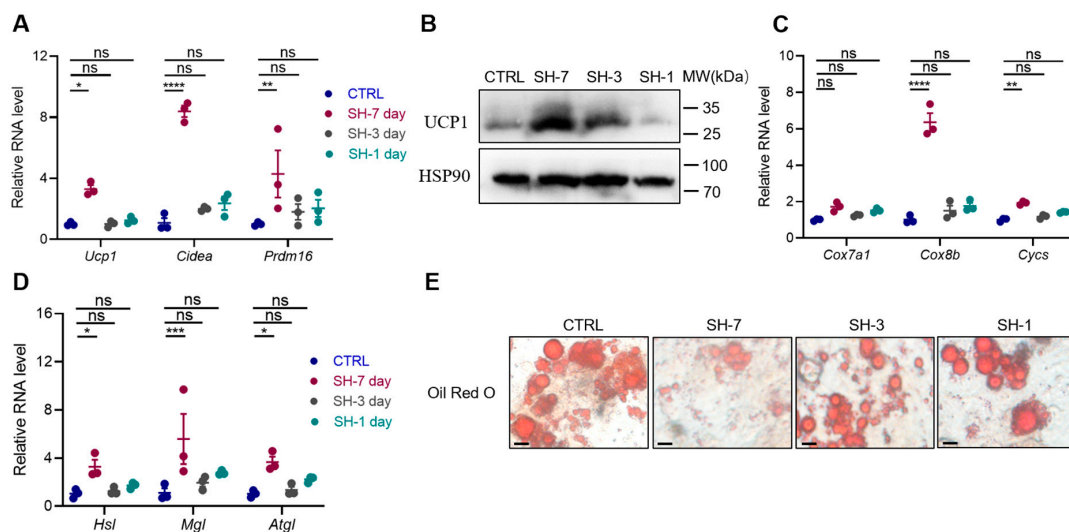 A
Relative RNA level
12
8
4
0
ns
ns
*
ns
ns
****
ns
ns
**
CTRL
SH-7 day
SH-3 day
SH-1 day
Ucp1 Cidea Prdm16
B
CTRL SH-7 SH-3 SH-1 MW(kDa)
UCP1
35
25
HSP90
100
70
C
Relative RNA level
10
8
6
4
2
0
ns
ns
ns
ns
ns
****
ns
ns
**
Cox7a1 Cox8b Cycs
D
Relative RNA level
16
12
8
4
0
ns
ns
*
ns
ns
***
ns
ns
*
CTRL
SH-7 day
SH-3 day
SH-1 day
Hsl Mgl Atgl
E
CTRL SH-7 SH-3 SH-1
Oil Red O